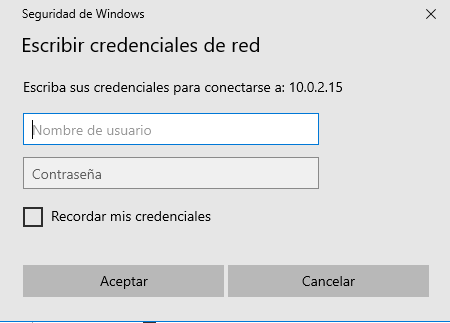 Seguridad de Windows
Escribir credenciales de red
Escriba sus credenciales para conectarse a: 10.0.2.15
Nombre de usuario
Contraseña
Recordar mis credenciales
Aceptar
Cancelar